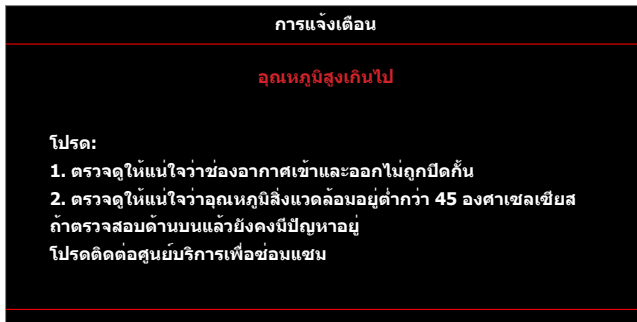 การแจ้งเตือน
อุณหภูมิสูงเกินไป
โปรด:
1. ตรวจดูให้แน่ใจว่าช่องอากาศเข้าและออกไม่ถูกปิดกั้น
2. ตรวจดูให้แน่ใจว่าอุณหภูมิสิ่งแวดล้อมอยู่ต่ำกว่า 45 องศาเซลเซียส
ถ้าตรวจสอบด้านบนแล้วยังคงมีปัญหาอยู่
โปรดติดต่อศูนย์บริการเพื่อซ่อมแซม